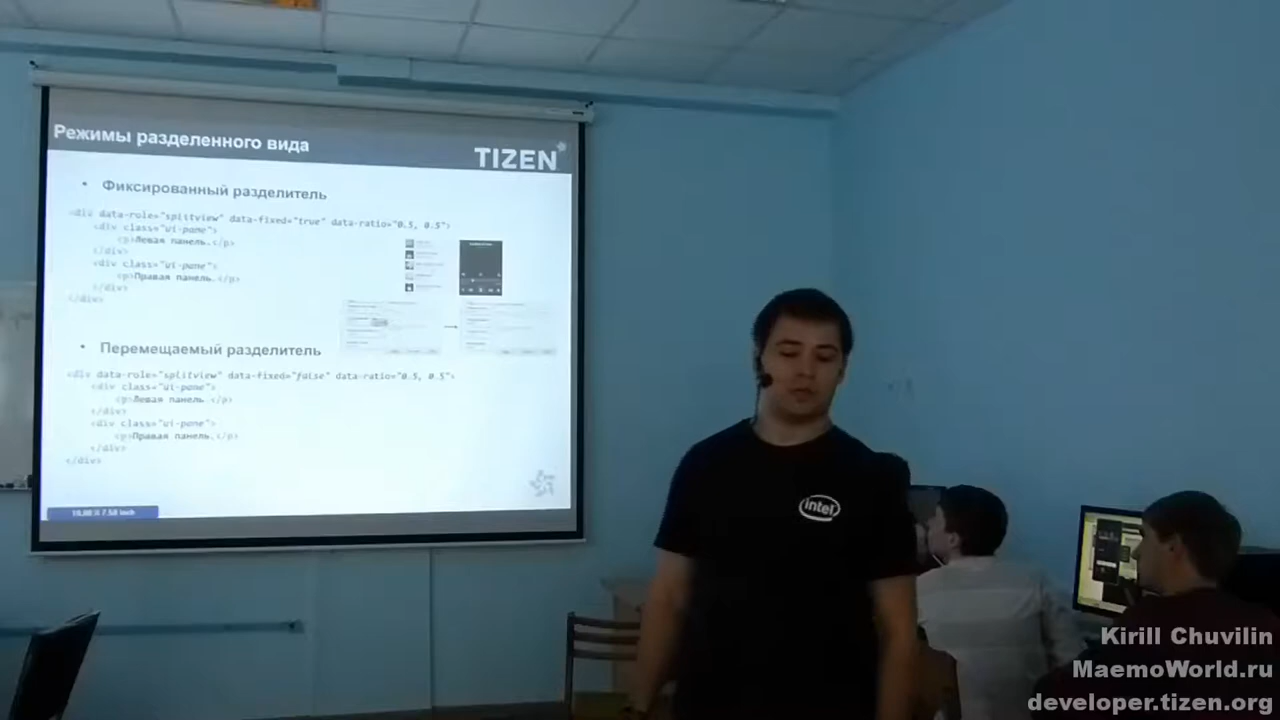 Режимы разделенного вида
TIZEN
• Фиксированный разделитель
<div data-role="splitview" data-fixed="true" data-ratio="0.5, 0.5">
<div class="ui-pane">
<p>Левая панель.</p>
</div>
<div class="ui-pane">
<p>Правая панель.</p>
</div>
</div>
• Перемещаемый разделитель
<div data-role="splitview" data-fixed="false" data-ratio="0.5, 0.5">
<div class="ui-pane">
<p>Левая панель.</p>
</div>
<div class="ui-pane">
<p>Правая панель.</p>
</div>
</div>
intel
Kirill Chuvilin
MaemoWorld.ru
developer.tizen.org